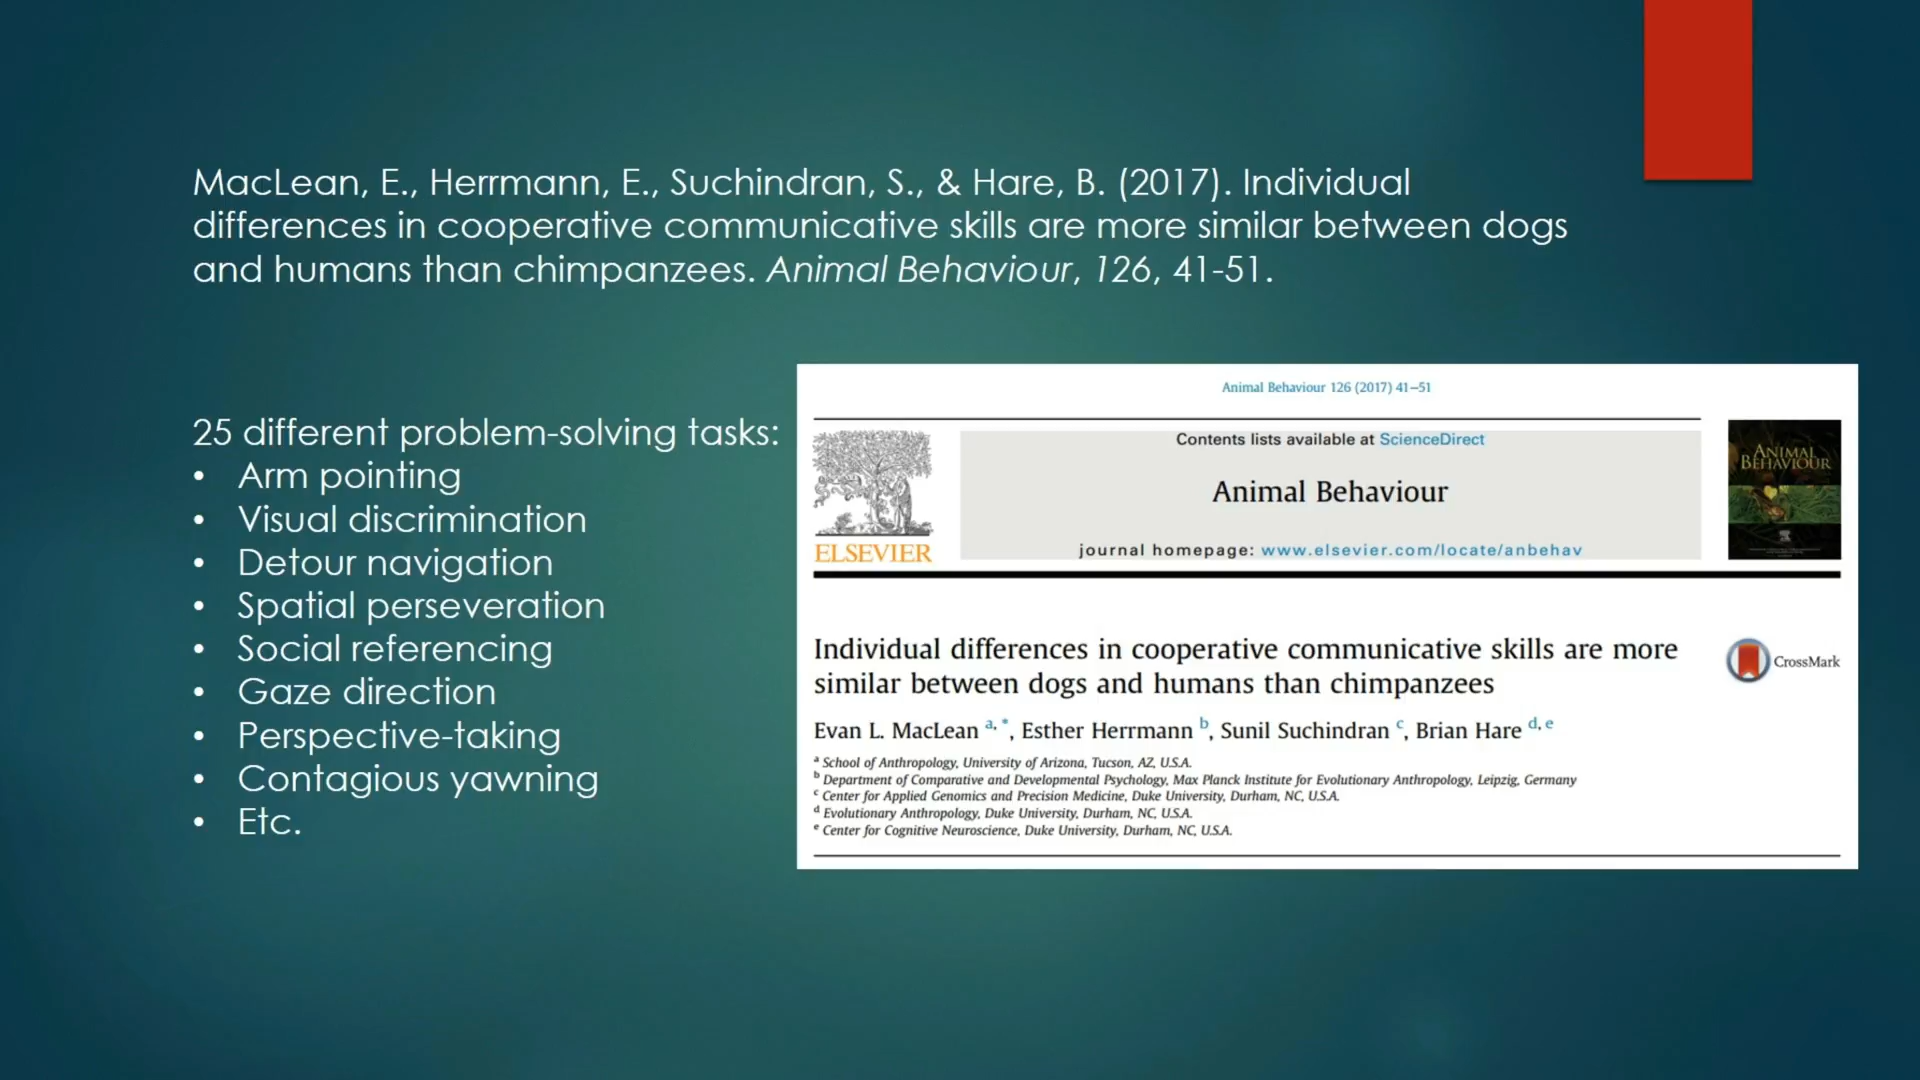 MacLean, E., Herrmann, E., Suchindran, S., & Hare, B. (2017). Individual
differences in cooperative communicative skills are more similar between dogs
and humans than chimpanzees. Animal Behaviour, 126, 41-51.
25 different problem-solving tasks:
• Arm pointing
• Visual discrimination
• Detour navigation
• Spatial perseveration
• Social referencing
• Gaze direction
• Perspective-taking
• Contagious yawning
• Etc.
Animal Behaviour 126 (2017) 41–51
Contents lists available at ScienceDirect
Animal Behaviour
journal homepage: www.elsevier.com/locate/anbehav
ELSEVIER
ANIMAL
BEHAVIOUR
Individual differences in cooperative communicative skills are more
similar between dogs and humans than chimpanzees
CrossMark
Evan L. MacLean a, *, Esther Herrmann b, Sunil Suchindran c, Brian Hare d, e
a School of Anthropology, University of Arizona, Tucson, AZ, U.S.A.
b Department of Comparative and Developmental Psychology, Max Planck Institute for Evolutionary Anthropology, Leipzig, Germany
c Center for Applied Genomics and Precision Medicine, Duke University, Durham, NC, U.S.A.
d Evolutionary Anthropology, Duke University, Durham, NC, U.S.A.
e Center for Cognitive Neuroscience, Duke University, Durham, NC, U.S.A.